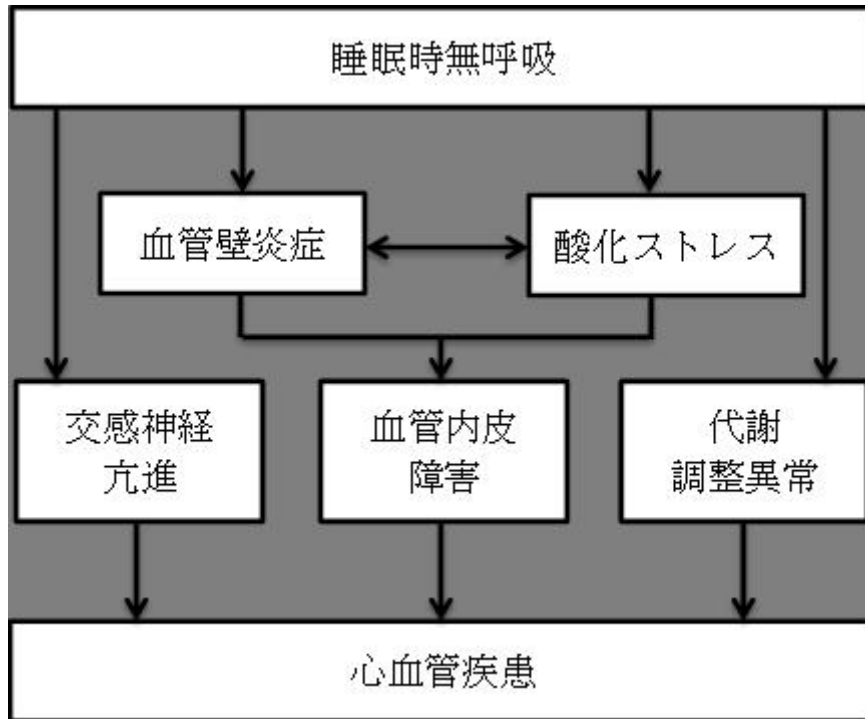 睡眠時無呼吸
血管壁炎症
酸化ストレス
交感神経
亢進
血管内皮
障害
代謝
調整異常
心血管疾患